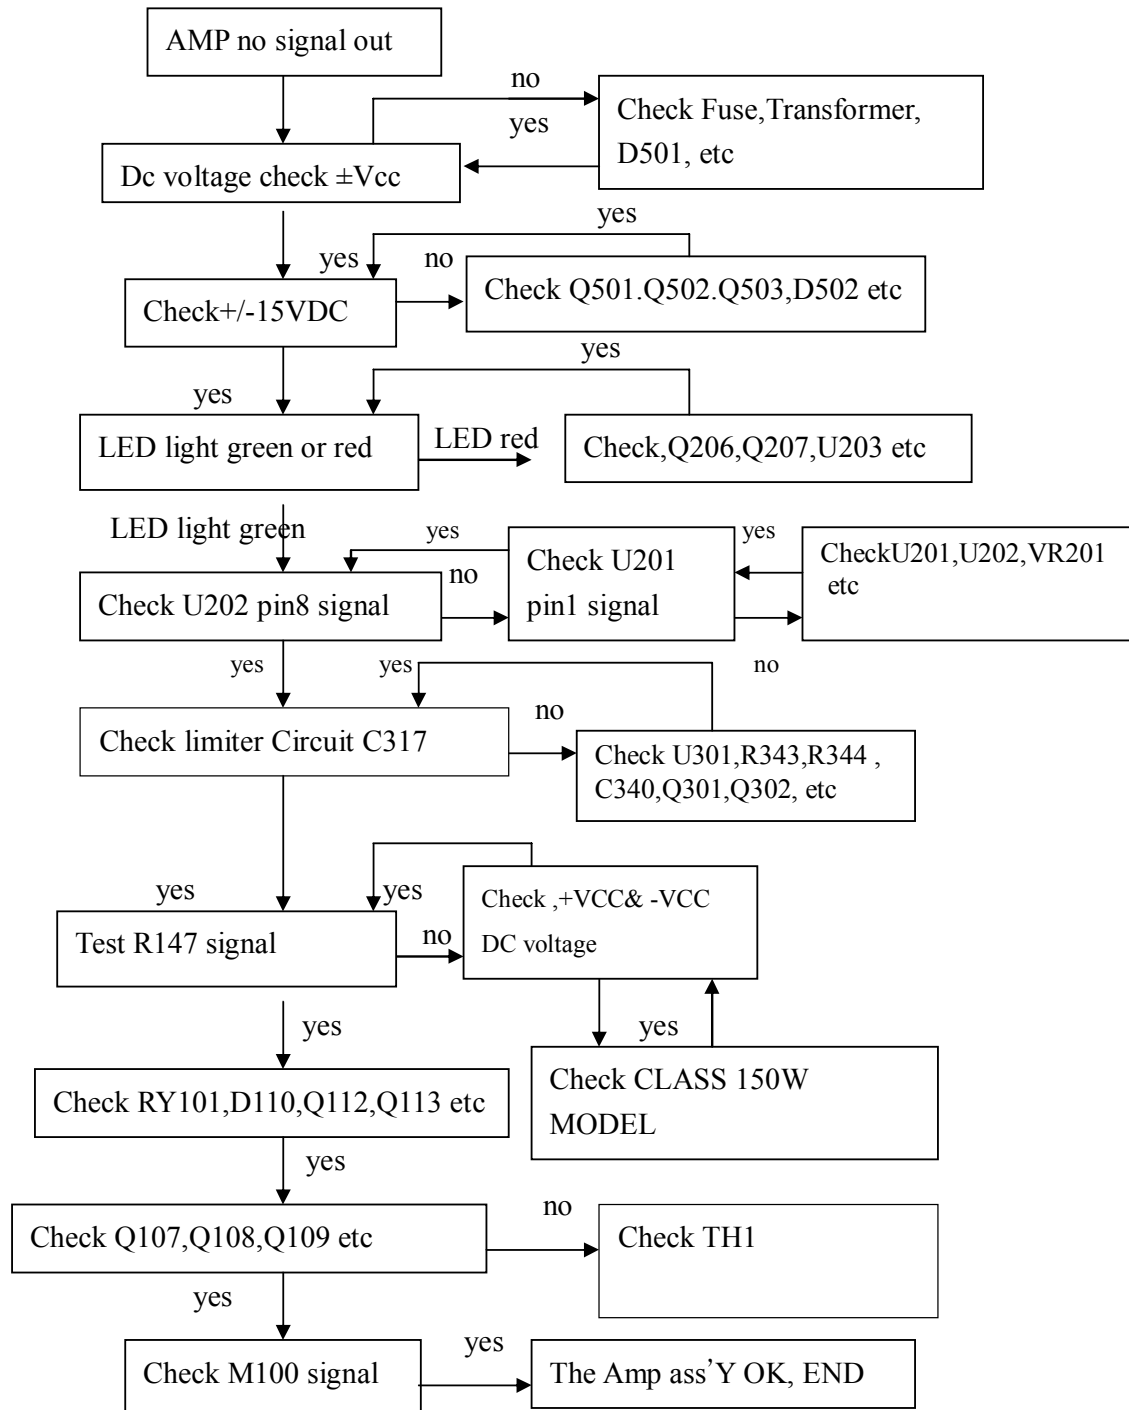 AMP no signal out
no
yes
Check Fuse,Transformer,
D501, etc
Dc voltage check ±Vcc
yes
yes
no
Check Q501.Q502.Q503,D502 etc
Check+/-15VDC
yes
yes
LED light green or red
LED red
Check,Q206,Q207,U203 etc
LED light green
yes
yes
Check U201
pin1 signal
CheckU201,U202,VR201
etc
no
Check U202 pin8 signal
yes
yes
no
Check limiter Circuit C317
no
Check U301,R343,R344 ,
C340,Q301,Q302, etc
yes
yes
Check ,+VCC& -VCC
DC voltage
Test R147 signal
no
yes
yes
Check CLASS 150W
MODEL
Check RY101,D110,Q112,Q113 etc
yes
no
Check Q107,Q108,Q109 etc
Check TH1
yes
yes
Check M100 signal
The Amp ass’Y OK, END